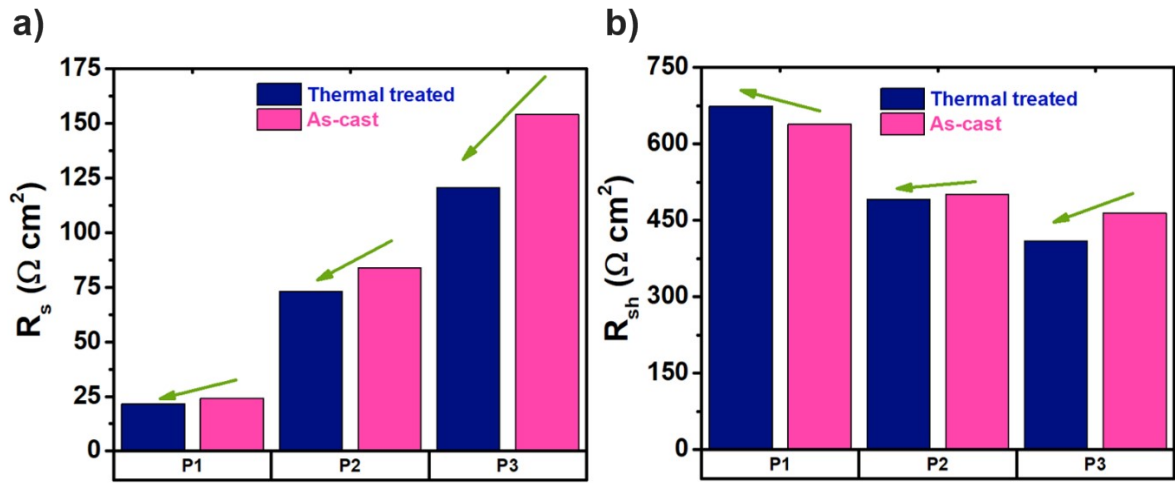 a)
175
150
125
100
75
50
25
0
Rs (Ω cm²)
Thermal treated
As-cast
P1
P2
P3
b)
750
600
450
300
150
0
Rsh (Ω cm²)
Thermal treated
As-cast
P1
P2
P3